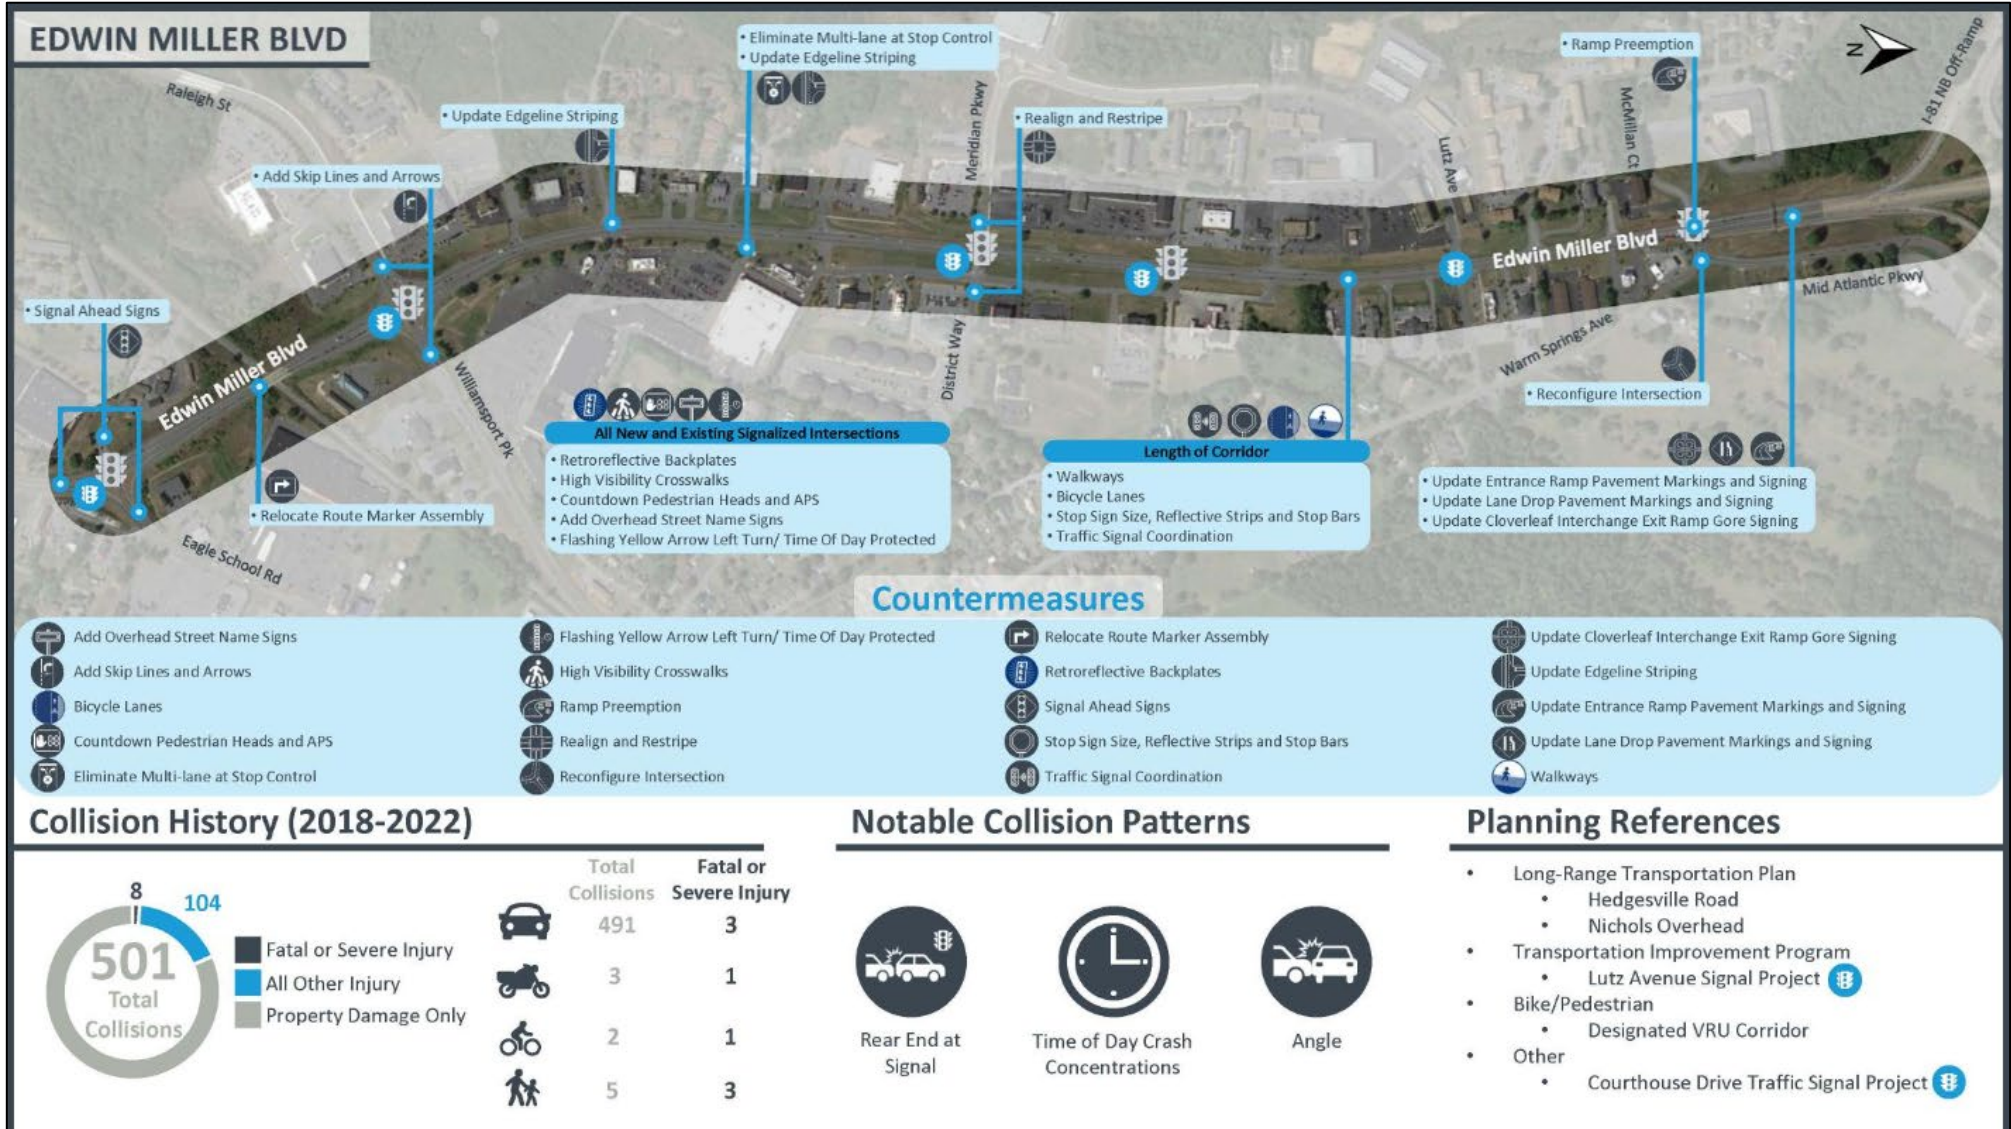 EDWIN MILLER BLVD
• Eliminate Multi-lane at Stop Control
• Update Edgeline Striping
• Ramp Preemption
N
I-81 NB Off-Ramp
Raleigh St
• Update Edgeline Striping
Meridian Pkwy
• Realign and Restripe
McMillan Ct
Lutz Ave
• Add Skip Lines and Arrows
Edwin Miller Blvd
Mid Atlantic Pkwy
• Signal Ahead Signs
Edwin Miller Blvd
Williamsport Pk
District Way
Warm Springs Ave
• Reconfigure Intersection
• Relocate Route Marker Assembly
Eagle School Rd
All New and Existing Signalized Intersections
• Retroreflective Backplates
• High Visibility Crosswalks
• Countdown Pedestrian Heads and APS
• Add Overhead Street Name Signs
• Flashing Yellow Arrow Left Turn/ Time Of Day Protected
Length of Corridor
• Walkways
• Bicycle Lanes
• Stop Sign Size, Reflective Strips and Stop Bars
• Traffic Signal Coordination
• Update Entrance Ramp Pavement Markings and Signing
• Update Lane Drop Pavement Markings and Signing
• Update Cloverleaf Interchange Exit Ramp Gore Signing
Countermeasures
Add Overhead Street Name Signs
Add Skip Lines and Arrows
Bicycle Lanes
Countdown Pedestrian Heads and APS
Eliminate Multi-lane at Stop Control
Flashing Yellow Arrow Left Turn/ Time Of Day Protected
High Visibility Crosswalks
Ramp Preemption
Realign and Restripe
Reconfigure Intersection
Relocate Route Marker Assembly
Retroreflective Backplates
Signal Ahead Signs
Stop Sign Size, Reflective Strips and Stop Bars
Traffic Signal Coordination
Update Cloverleaf Interchange Exit Ramp Gore Signing
Update Edgeline Striping
Update Entrance Ramp Pavement Markings and Signing
Update Lane Drop Pavement Markings and Signing
Walkways
Collision History (2018-2022)
8
104
501
Total
Collisions
Fatal or Severe Injury
All Other Injury
Property Damage Only
Total
Collisions
Fatal or
Severe Injury
491 3
3 1
2 1
5 3
Notable Collision Patterns
Rear End at
Signal
Time of Day Crash
Concentrations
Angle
Planning References
• Long-Range Transportation Plan
• Hedgesville Road
• Nichols Overhead
• Transportation Improvement Program
• Lutz Avenue Signal Project
• Bike/Pedestrian
• Designated VRU Corridor
• Other
• Courthouse Drive Traffic Signal Project